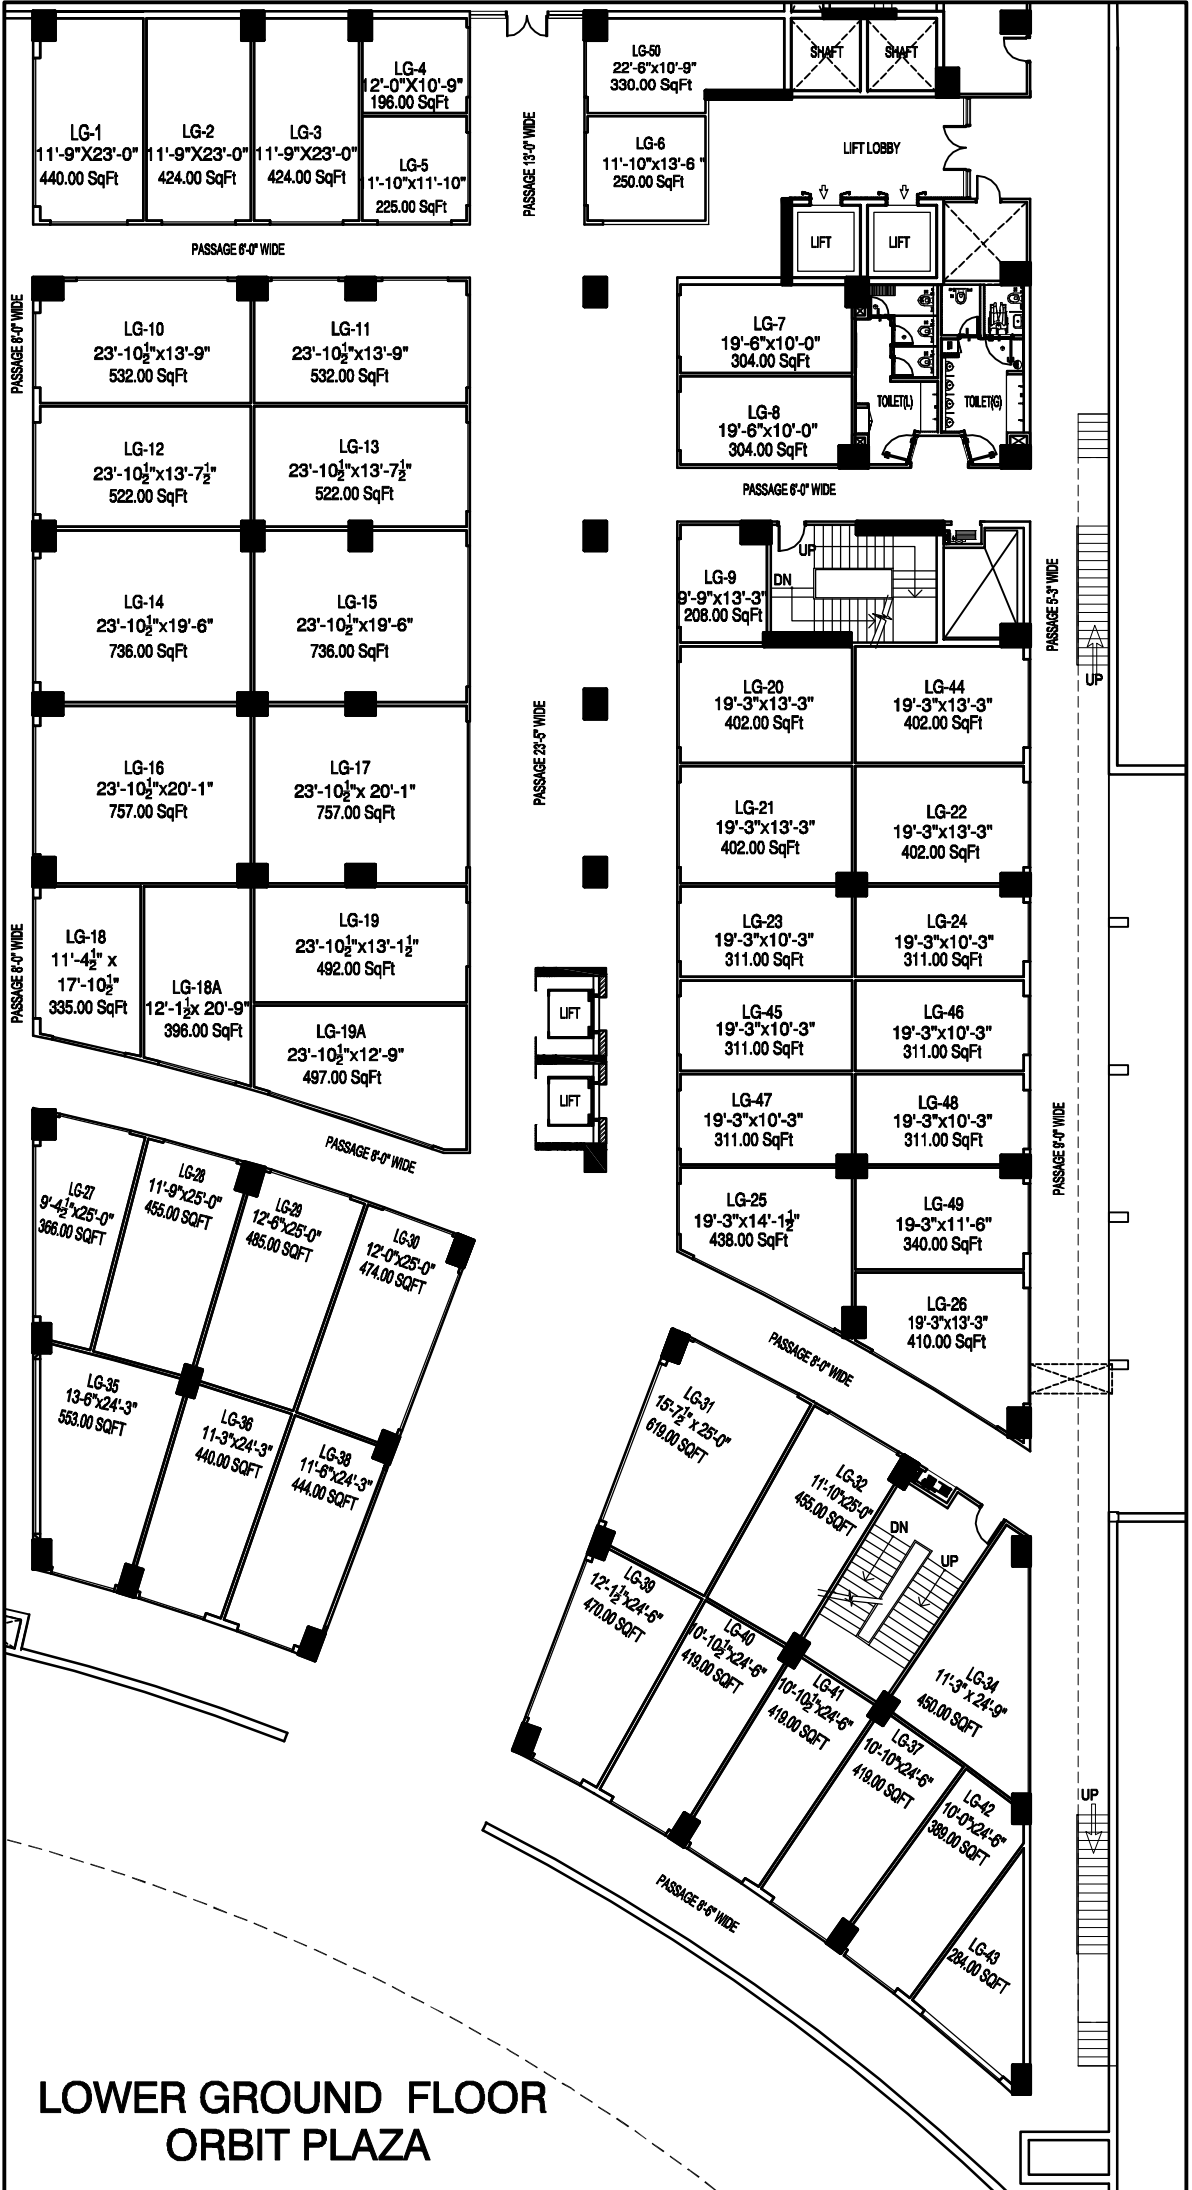 LG-1
11'-9"X23'-0"
440.00 SqFt
LG-2
11'-9"X23'-0"
424.00 SqFt
LG-3
11'-9"X23'-0"
424.00 SqFt
LG-4
12'-0"X10'-9"
196.00 SqFt
LG-5
1'-10"x11'-10"
225.00 SqFt
PASSAGE 13'-0" WIDE
LG-50
22'-6"x10'-9"
330.00 SqFt
SHAFT
SHAFT
LG-6
11'-10"x13'-6"
250.00 SqFt
LIFT LOBBY
LIFT
LIFT
PASSAGE 6'-0" WIDE
PASSAGE 8'-0" WIDE
LG-10
23'-10½"x13'-9"
532.00 SqFt
LG-11
23'-10½"x13'-9"
532.00 SqFt
LG-7
19'-6"x10'-0"
304.00 SqFt
LG-8
19'-6"x10'-0"
304.00 SqFt
TOILET(L)
TOILET(G)
LG-12
23'-10½"x13'-7½"
522.00 SqFt
LG-13
23'-10½"x13'-7½"
522.00 SqFt
PASSAGE 6'-0" WIDE
LG-14
23'-10½"x19'-6"
736.00 SqFt
LG-15
23'-10½"x19'-6"
736.00 SqFt
LG-9
9'-9"x13'-3"
208.00 SqFt
UP
DN
PASSAGE 5'-3" WIDE
UP
LG-16
23'-10½"x20'-1"
757.00 SqFt
LG-17
23'-10½"x 20'-1"
757.00 SqFt
PASSAGE 23'-5" WIDE
LG-20
19'-3"x13'-3"
402.00 SqFt
LG-44
19'-3"x13'-3"
402.00 SqFt
LG-21
19'-3"x13'-3"
402.00 SqFt
LG-22
19'-3"x13'-3"
402.00 SqFt
PASSAGE 8'-0" WIDE
LG-18
11'-4½" x
17'-10½"
335.00 SqFt
LG-18A
12'-1½x 20'-9"
396.00 SqFt
LG-19
23'-10½"x13'-1½"
492.00 SqFt
LG-19A
23'-10½"x12'-9"
497.00 SqFt
LIFT
LIFT
LG-23
19'-3"x10'-3"
311.00 SqFt
LG-24
19'-3"x10'-3"
311.00 SqFt
LG-45
19'-3"x10'-3"
311.00 SqFt
LG-46
19'-3"x10'-3"
311.00 SqFt
LG-47
19'-3"x10'-3"
311.00 SqFt
LG-48
19'-3"x10'-3"
311.00 SqFt
PASSAGE 9'-0" WIDE
LG-25
19'-3"x14'-1½"
438.00 SqFt
LG-49
19-3"x11'-6"
340.00 SqFt
LG-26
19'-3"x13'-3"
410.00 SqFt
PASSAGE 8'-0" WIDE
LG-27
9'-4½"x25'-0"
366.00 SQFT
LG-28
11'-9"x25'-0"
455.00 SQFT
LG-29
12'-6"x25'-0"
485.00 SQFT
LG-30
12'-0"x25'-0"
474.00 SQFT
PASSAGE 8'-0" WIDE
LG-35
13-6"x24'-3"
553.00 SQFT
LG-36
11-3"x24'-3"
440.00 SQFT
LG-38
11'-6"x24'-3"
444.00 SQFT
LG-31
15'-7½" x 25'-0"
619.00 SQFT
LG-32
11'-10"x25'-0"
455.00 SQFT
DN
UP
LG-39
12'-1½"x24'-6"
470.00 SQFT
LG-40
10'-10½"x24'-6"
419.00 SQFT
LG-41
10'-10½"x24'-6"
419.00 SQFT
LG-34
11'-3" x 24'-9"
450.00 SQFT
LG-37
10'-10"x24'-6"
419.00 SQFT
LG-42
10'-0"x24'-6"
389.00 SQFT
UP
LG-43
284.00 SQFT
PASSAGE 8'-6" WIDE
LOWER GROUND FLOOR
ORBIT PLAZA